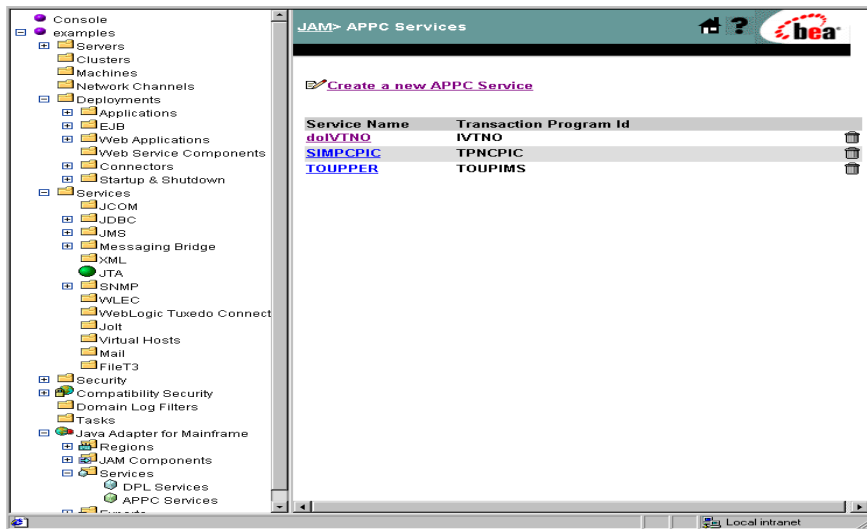 Console
examples
Servers
Clusters
Machines
Network Channels
Deployments
Applications
EJB
Web Applications
Web Service Components
Connectors
Startup & Shutdown
Services
JCOM
JDBC
JMS
Messaging Bridge
XML
JTA
SNMP
WLEC
WebLogic Tuxedo Connect
Jolt
Virtual Hosts
Mail
FileT3
Security
Compatibility Security
Domain Log Filters
Tasks
Java Adapter for Mainframe
Regions
JAM Components
Services
DPL Services
APPC Services
JAM> APPC Services
?
bea
Create a new APPC Service
Service Name Transaction Program Id
doIVTNO IVTNO
SIMPCPIC TPNCPIC
TOUPPER TOUPIMS
Local intranet